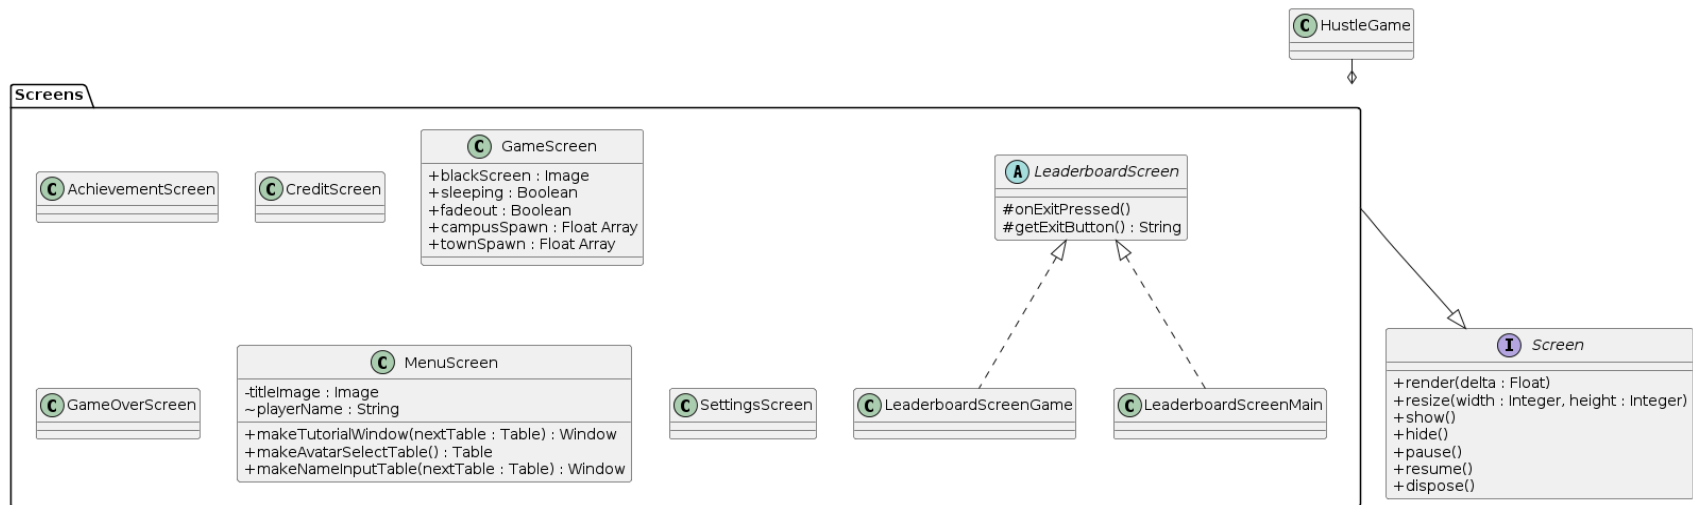 C HustleGame
Screens
C AchievementScreen
C CreditScreen
C GameScreen
+blackScreen : Image
+sleeping : Boolean
+fadeout : Boolean
+campusSpawn : Float Array
+townSpawn : Float Array
A LeaderboardScreen
#onExitPressed()
#getExitButton() : String
C GameOverScreen
C MenuScreen
-titleImage : Image
~playerName : String
+makeTutorialWindow(nextTable : Table) : Window
+makeAvatarSelectTable() : Table
+makeNameInputTable(nextTable : Table) : Window
C SettingsScreen
C LeaderboardScreenGame
C LeaderboardScreenMain
I Screen
+render(delta : Float)
+resize(width : Integer, height : Integer)
+show()
+hide()
+pause()
+resume()
+dispose()